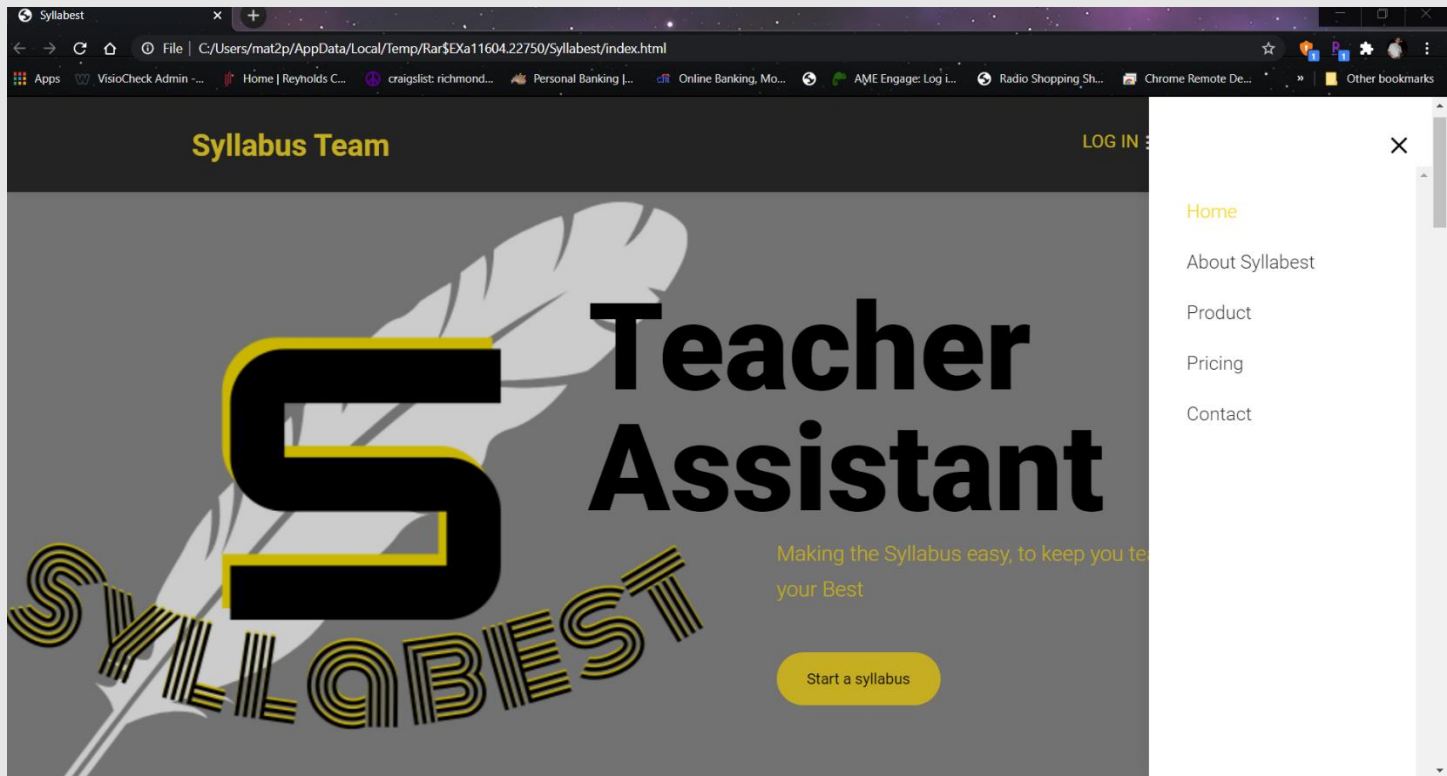 Syllabest
File | C:/Users/mat2p/AppData/Local/Temp/Rar$EXa11604.22750/Syllabest/index.html
Apps VisioCheck Admin -... Home | Reynolds C... craigslist: richmond... Personal Banking |... Online Banking, Mo... AME Engage: Log i... Radio Shopping Sh... Chrome Remote De... » Other bookmarks
Syllabus Team
LOG IN
Home
About Syllabest
Product
Pricing
Contact
S
SYLLaBEST
Teacher
Assistant
Making the Syllabus easy, to keep you
your Best
Start a syllabus